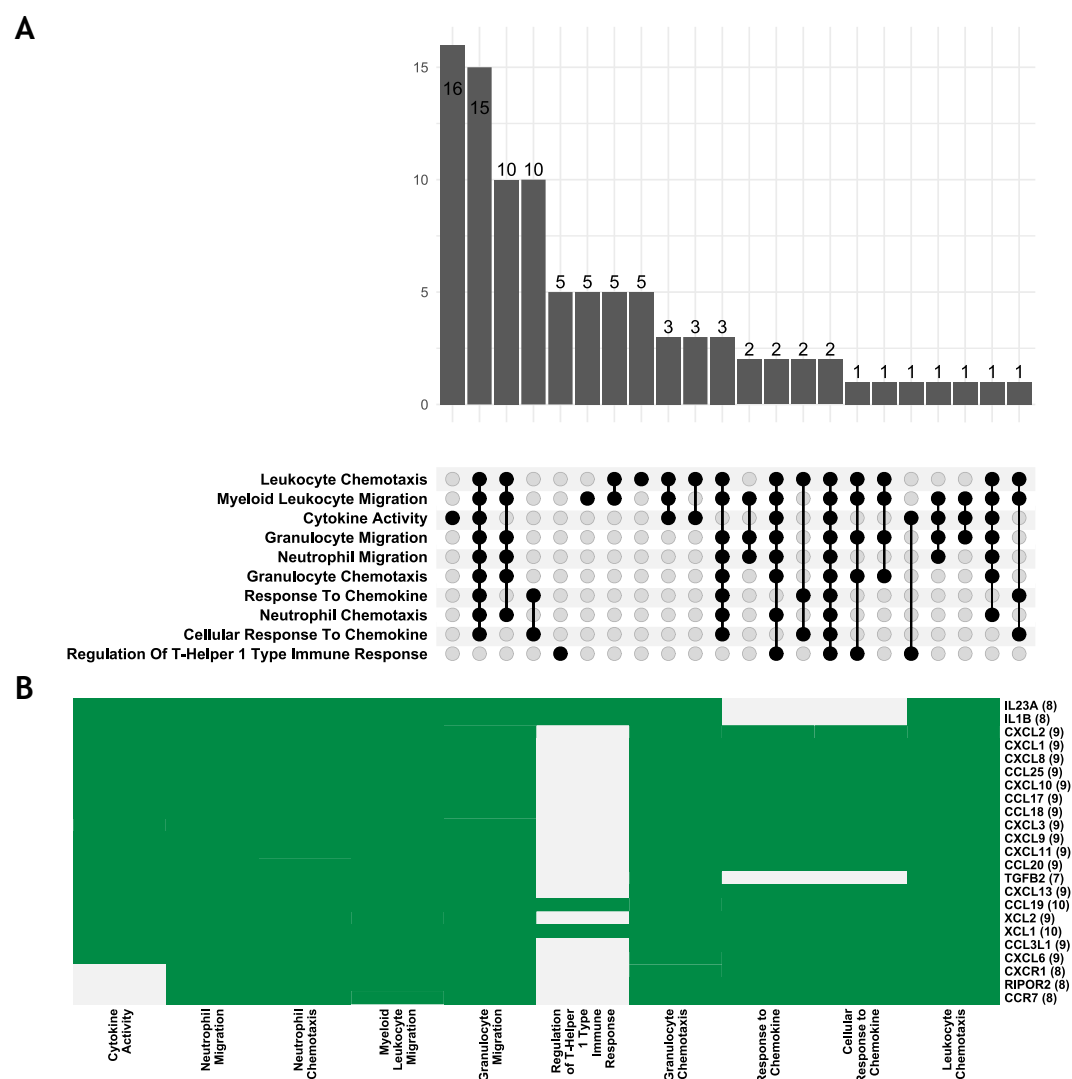 A
15
10
5
0
16
15
10
10
5
5
5
5
3
3
3
2
2
2
2
1
1
1
1
1
1
1
Leukocyte Chemotaxis
Myeloid Leukocyte Migration
Cytokine Activity
Granulocyte Migration
Neutrophil Migration
Granulocyte Chemotaxis
Response To Chemokine
Neutrophil Chemotaxis
Cellular Response To Chemokine
Regulation Of T-Helper 1 Type Immune Response
B
IL23A (8)
IL1B (8)
CXCL2 (9)
CXCL1 (9)
CXCL8 (9)
CCL25 (9)
CXCL10 (9)
CCL17 (9)
CCL18 (9)
CXCL3 (9)
CXCL9 (9)
CXCL11 (9)
CCL20 (9)
TGFB2 (7)
CXCL13 (9)
CCL19 (10)
XCL2 (9)
XCL1 (10)
CCL3L1 (9)
CXCL6 (9)
CXCR1 (8)
RIPOR2 (8)
CCR7 (8)
Cytokine
Activity
Neutrophil
Migration
Neutrophil
Chemotaxis
Myeloid
Leukocyte
Migration
Granulocyte
Migration
Regulation
of T-Helper
1 Type
Immune
Response
Granulocyte
Chemotaxis
Response to
Chemokine
Cellular
Response to
Chemokine
Leukocyte
Chemotaxis